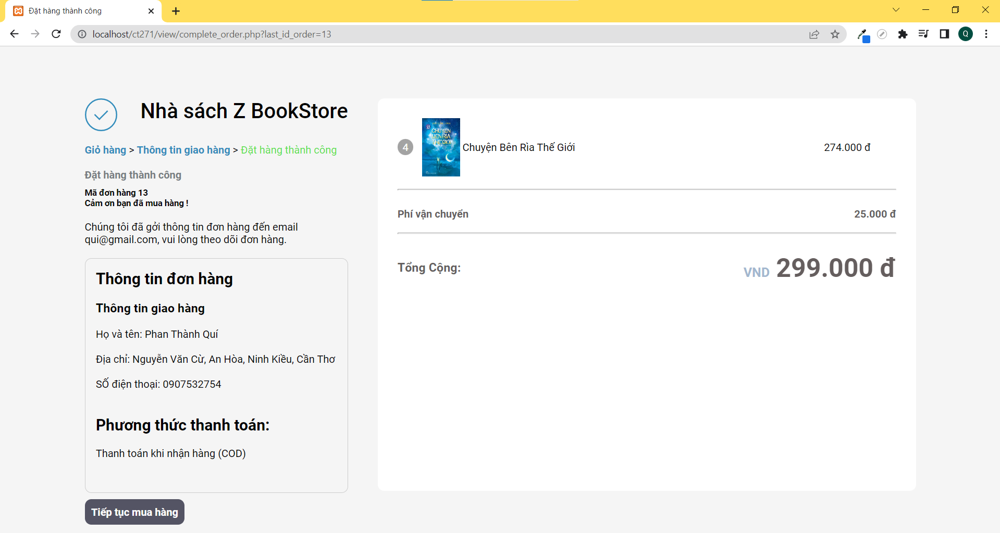 Đặt hàng thành công
localhost/ct271/view/complete_order.php?last_id_order=13
Q
Nhà sách Z BookStore
Giỏ hàng > Thông tin giao hàng > Đặt hàng thành công
Đặt hàng thành công
Mã đơn hàng 13
Cảm ơn bạn đã mua hàng !
Chúng tôi đã gởi thông tin đơn hàng đến email
qui@gmail.com, vui lòng theo dõi đơn hàng.
Thông tin đơn hàng
Thông tin giao hàng
Họ và tên: Phan Thành Quí
Địa chỉ: Nguyễn Văn Cừ, An Hòa, Ninh Kiều, Cần Thơ
SỐ điện thoại: 0907532754
Phương thức thanh toán:
Thanh toán khi nhận hàng (COD)
Tiếp tục mua hàng
4
CHUYỆN
BÊN RÌA
THẾ GIỚI
Chuyện Bên Rìa Thế Giới
274.000 đ
Phí vận chuyển
25.000 đ
Tổng Cộng:
VND 299.000 đ